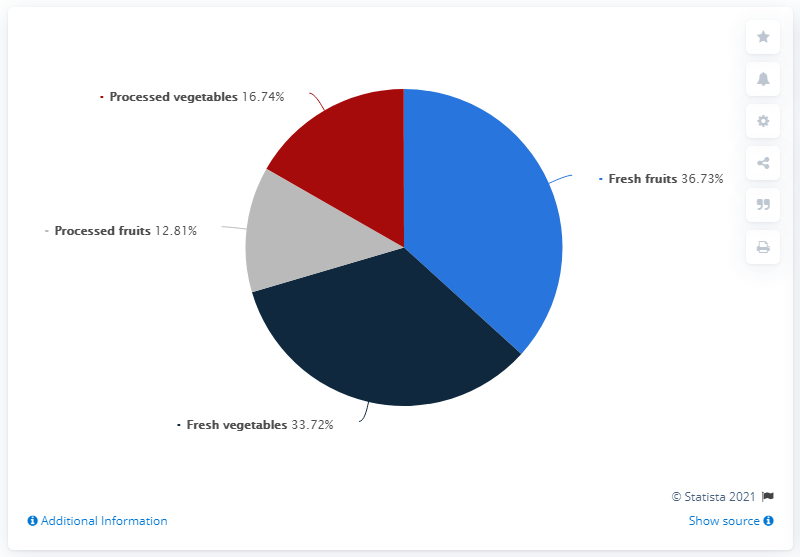 Processed vegetables 16.74%
Fresh fruits 36.73%
Processed fruits 12.81%
Fresh vegetables 33.72%
© Statista 2021
Additional Information
Show source